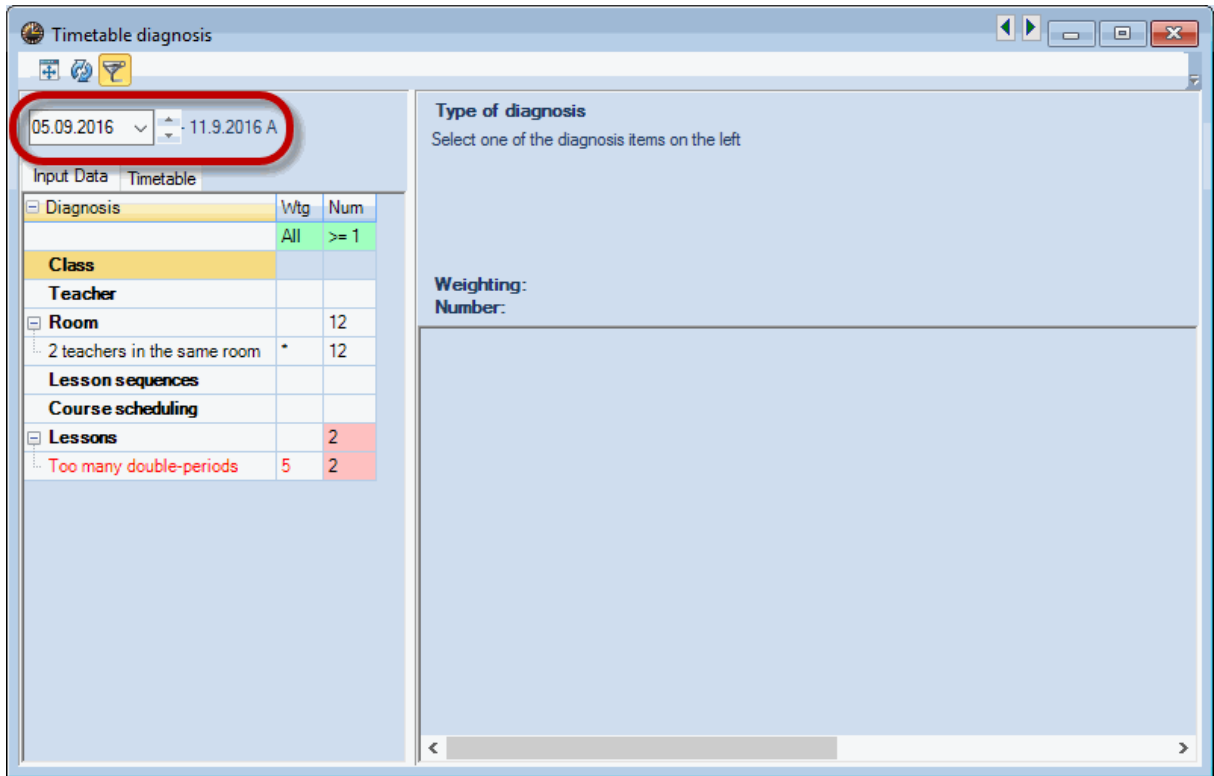 Timetable diagnosis
05.09.2016 - 11.9.2016 A
Input Data Timetable
Diagnosis Wtg Num
All >= 1
Class
Teacher
Room 12
2 teachers in the same room * 12
Lesson sequences
Course scheduling
Lessons 2
Too many double-periods 5 2
Type of diagnosis
Select one of the diagnosis items on the left
Weighting:
Number: